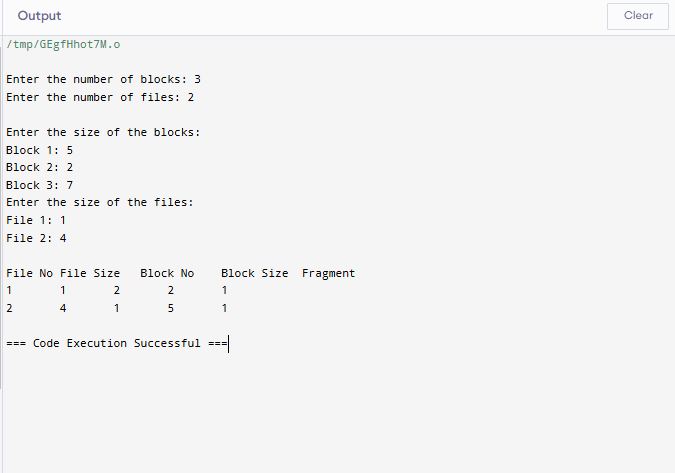 Output
Clear
/tmp/GEgfHhot7M.o
Enter the number of blocks: 3
Enter the number of files: 2
Enter the size of the blocks:
Block 1: 5
Block 2: 2
Block 3: 7
Enter the size of the files:
File 1: 1
File 2: 4
File No File Size   Block No    Block Size  Fragment
1       1       2       2       1
2       4       1       5       1
=== Code Execution Successful ===